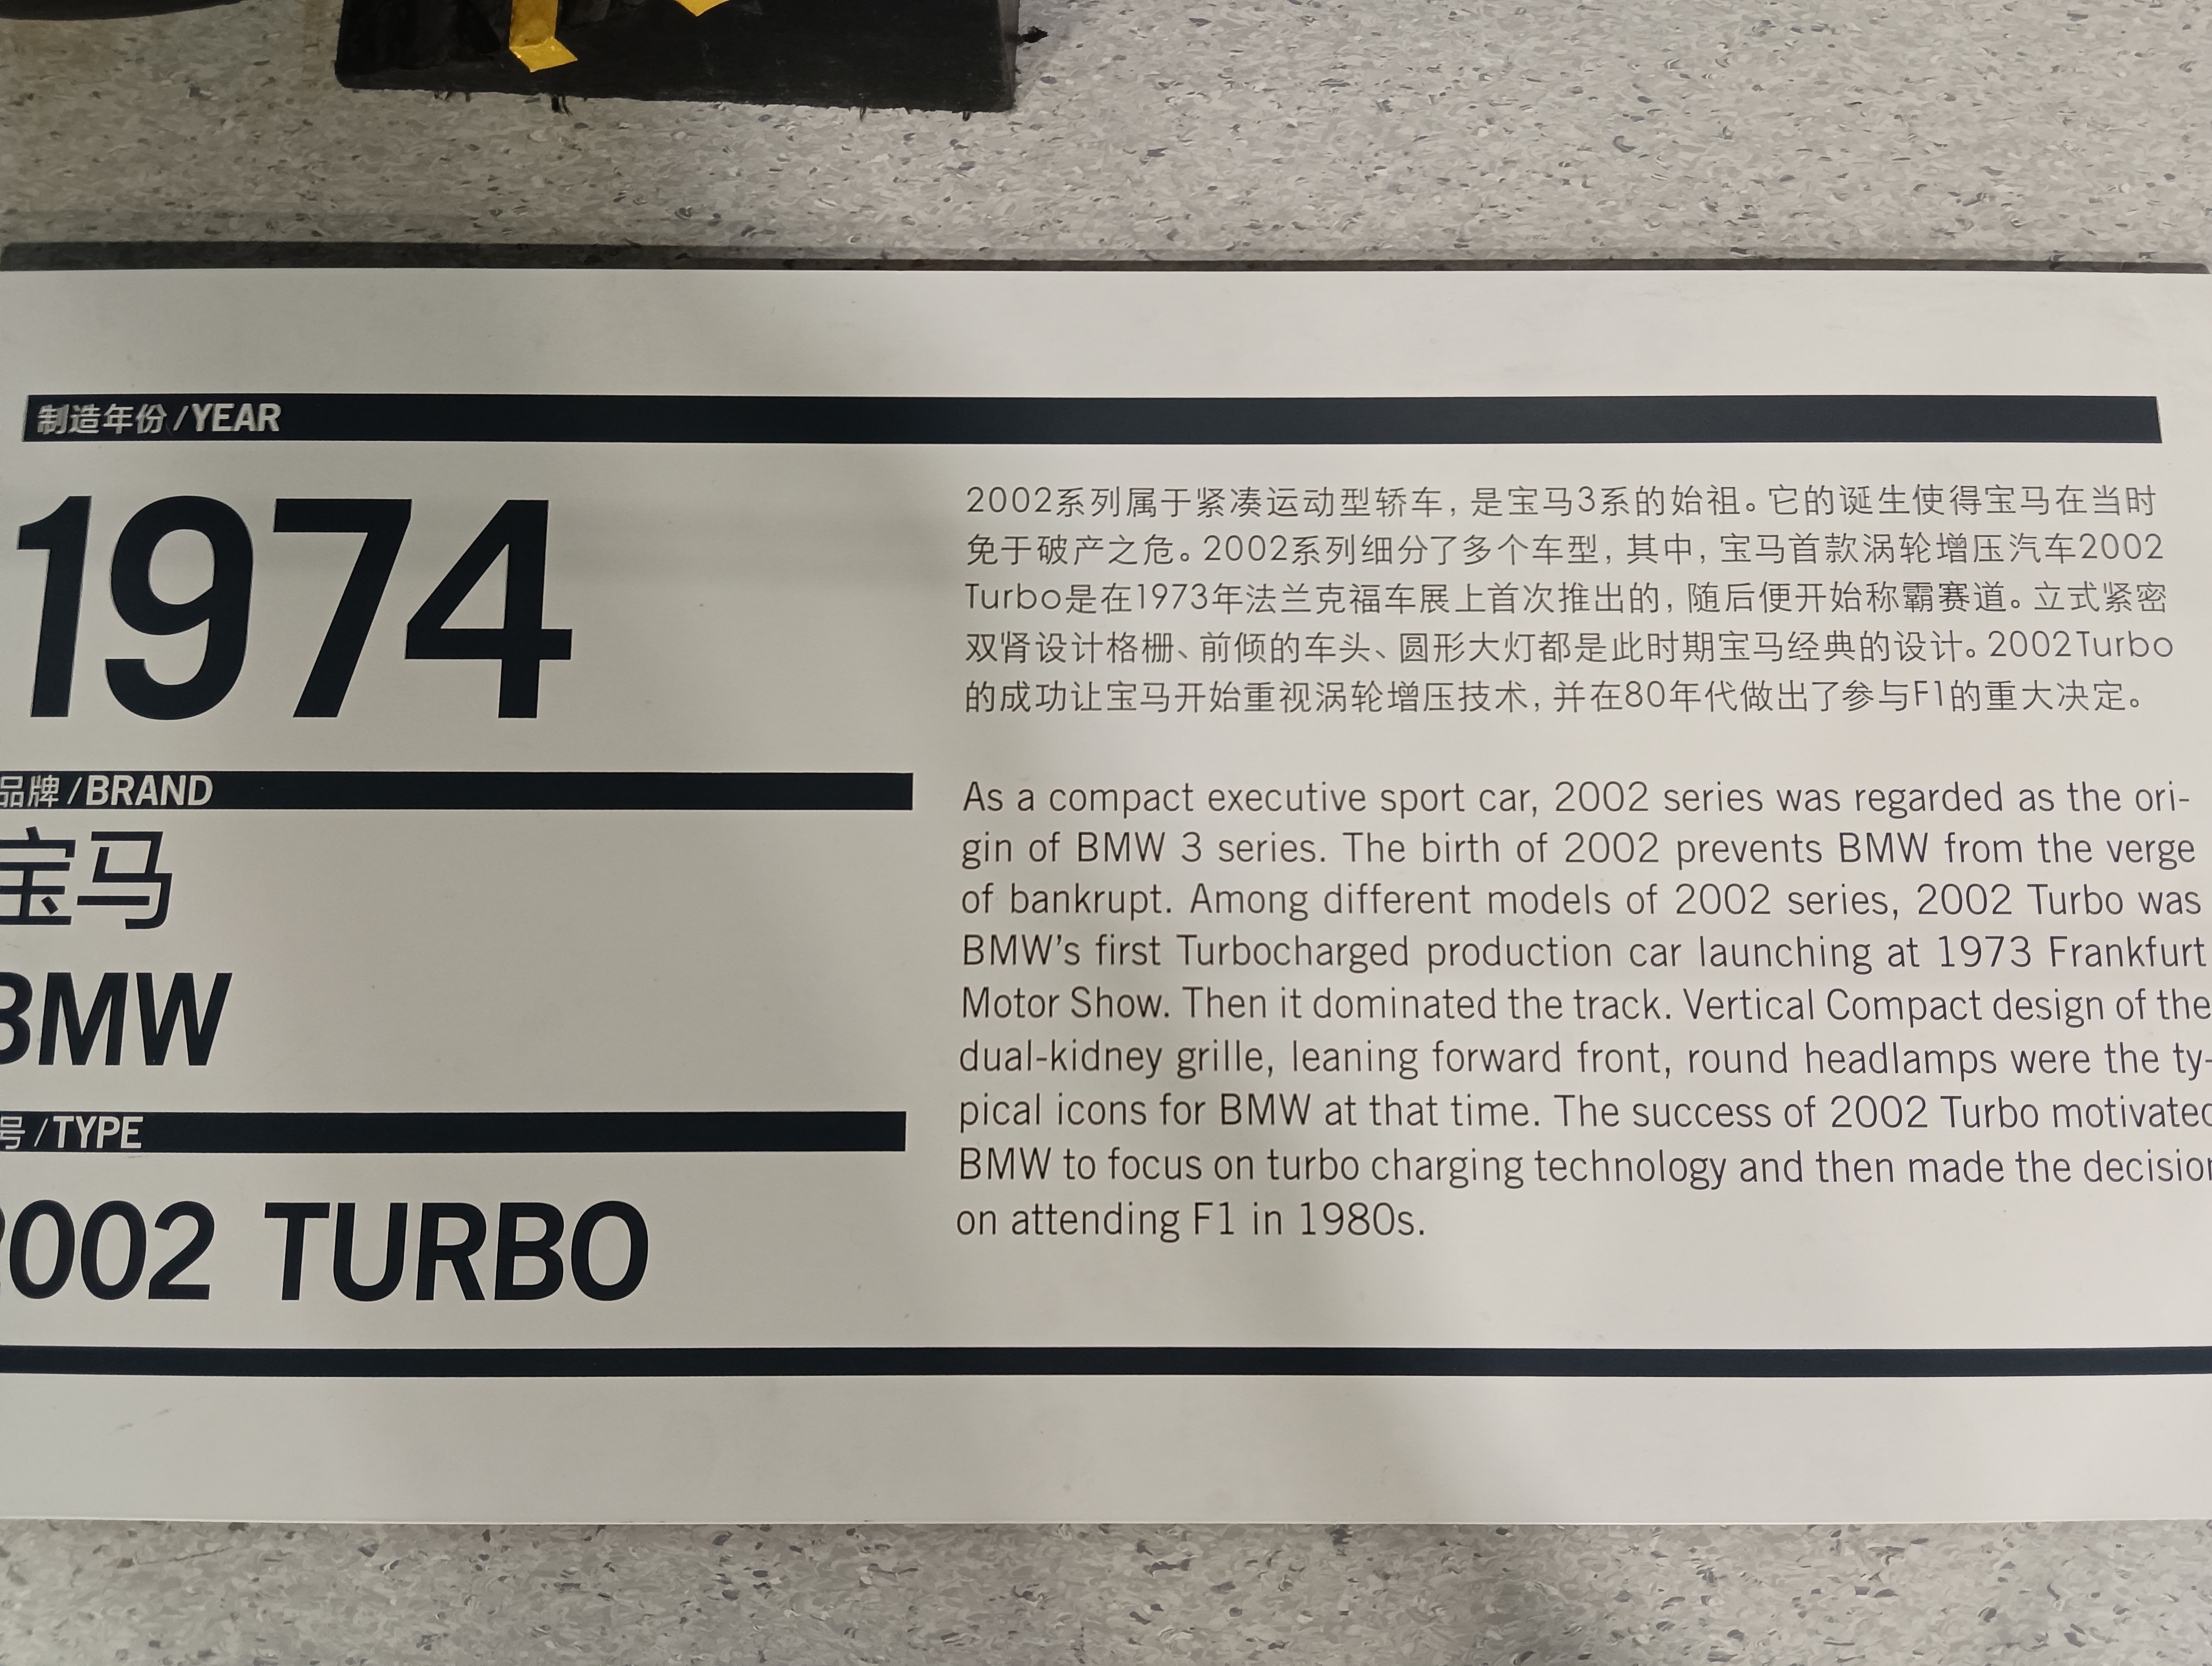 制造年份/YEAR
1974
品牌/BRAND
宝马
BMW
号/TYPE
2002 TURBO
2002系列属于紧凑运动型轿车,是宝马3系的始祖。它的诞生使得宝马在当时
免于破产之危。2002系列细分了多个车型,其中,宝马首款涡轮增压汽车2002
Turbo是在1973年法兰克福车展上首次推出的,随后便开始称霸赛道。立式紧密
双肾设计格栅、前倾的车头、圆形大灯都是此时期宝马经典的设计。2002Turbo
的成功让宝马开始重视涡轮增压技术,并在80年代做出了参与F1的重大决定。
As a compact executive sport car, 2002 series was regarded as the ori-
gin of BMW 3 series. The birth of 2002 prevents BMW from the verge
of bankrupt. Among different models of 2002 series, 2002 Turbo was
BMW's first Turbocharged production car launching at 1973 Frankfurt
Motor Show. Then it dominated the track. Vertical Compact design of the
dual-kidney grille, leaning forward front, round headlamps were the ty-
pical icons for BMW at that time. The success of 2002 Turbo motivated
BMW to focus on turbo charging technology and then made the decision
on attending F1 in 1980s.